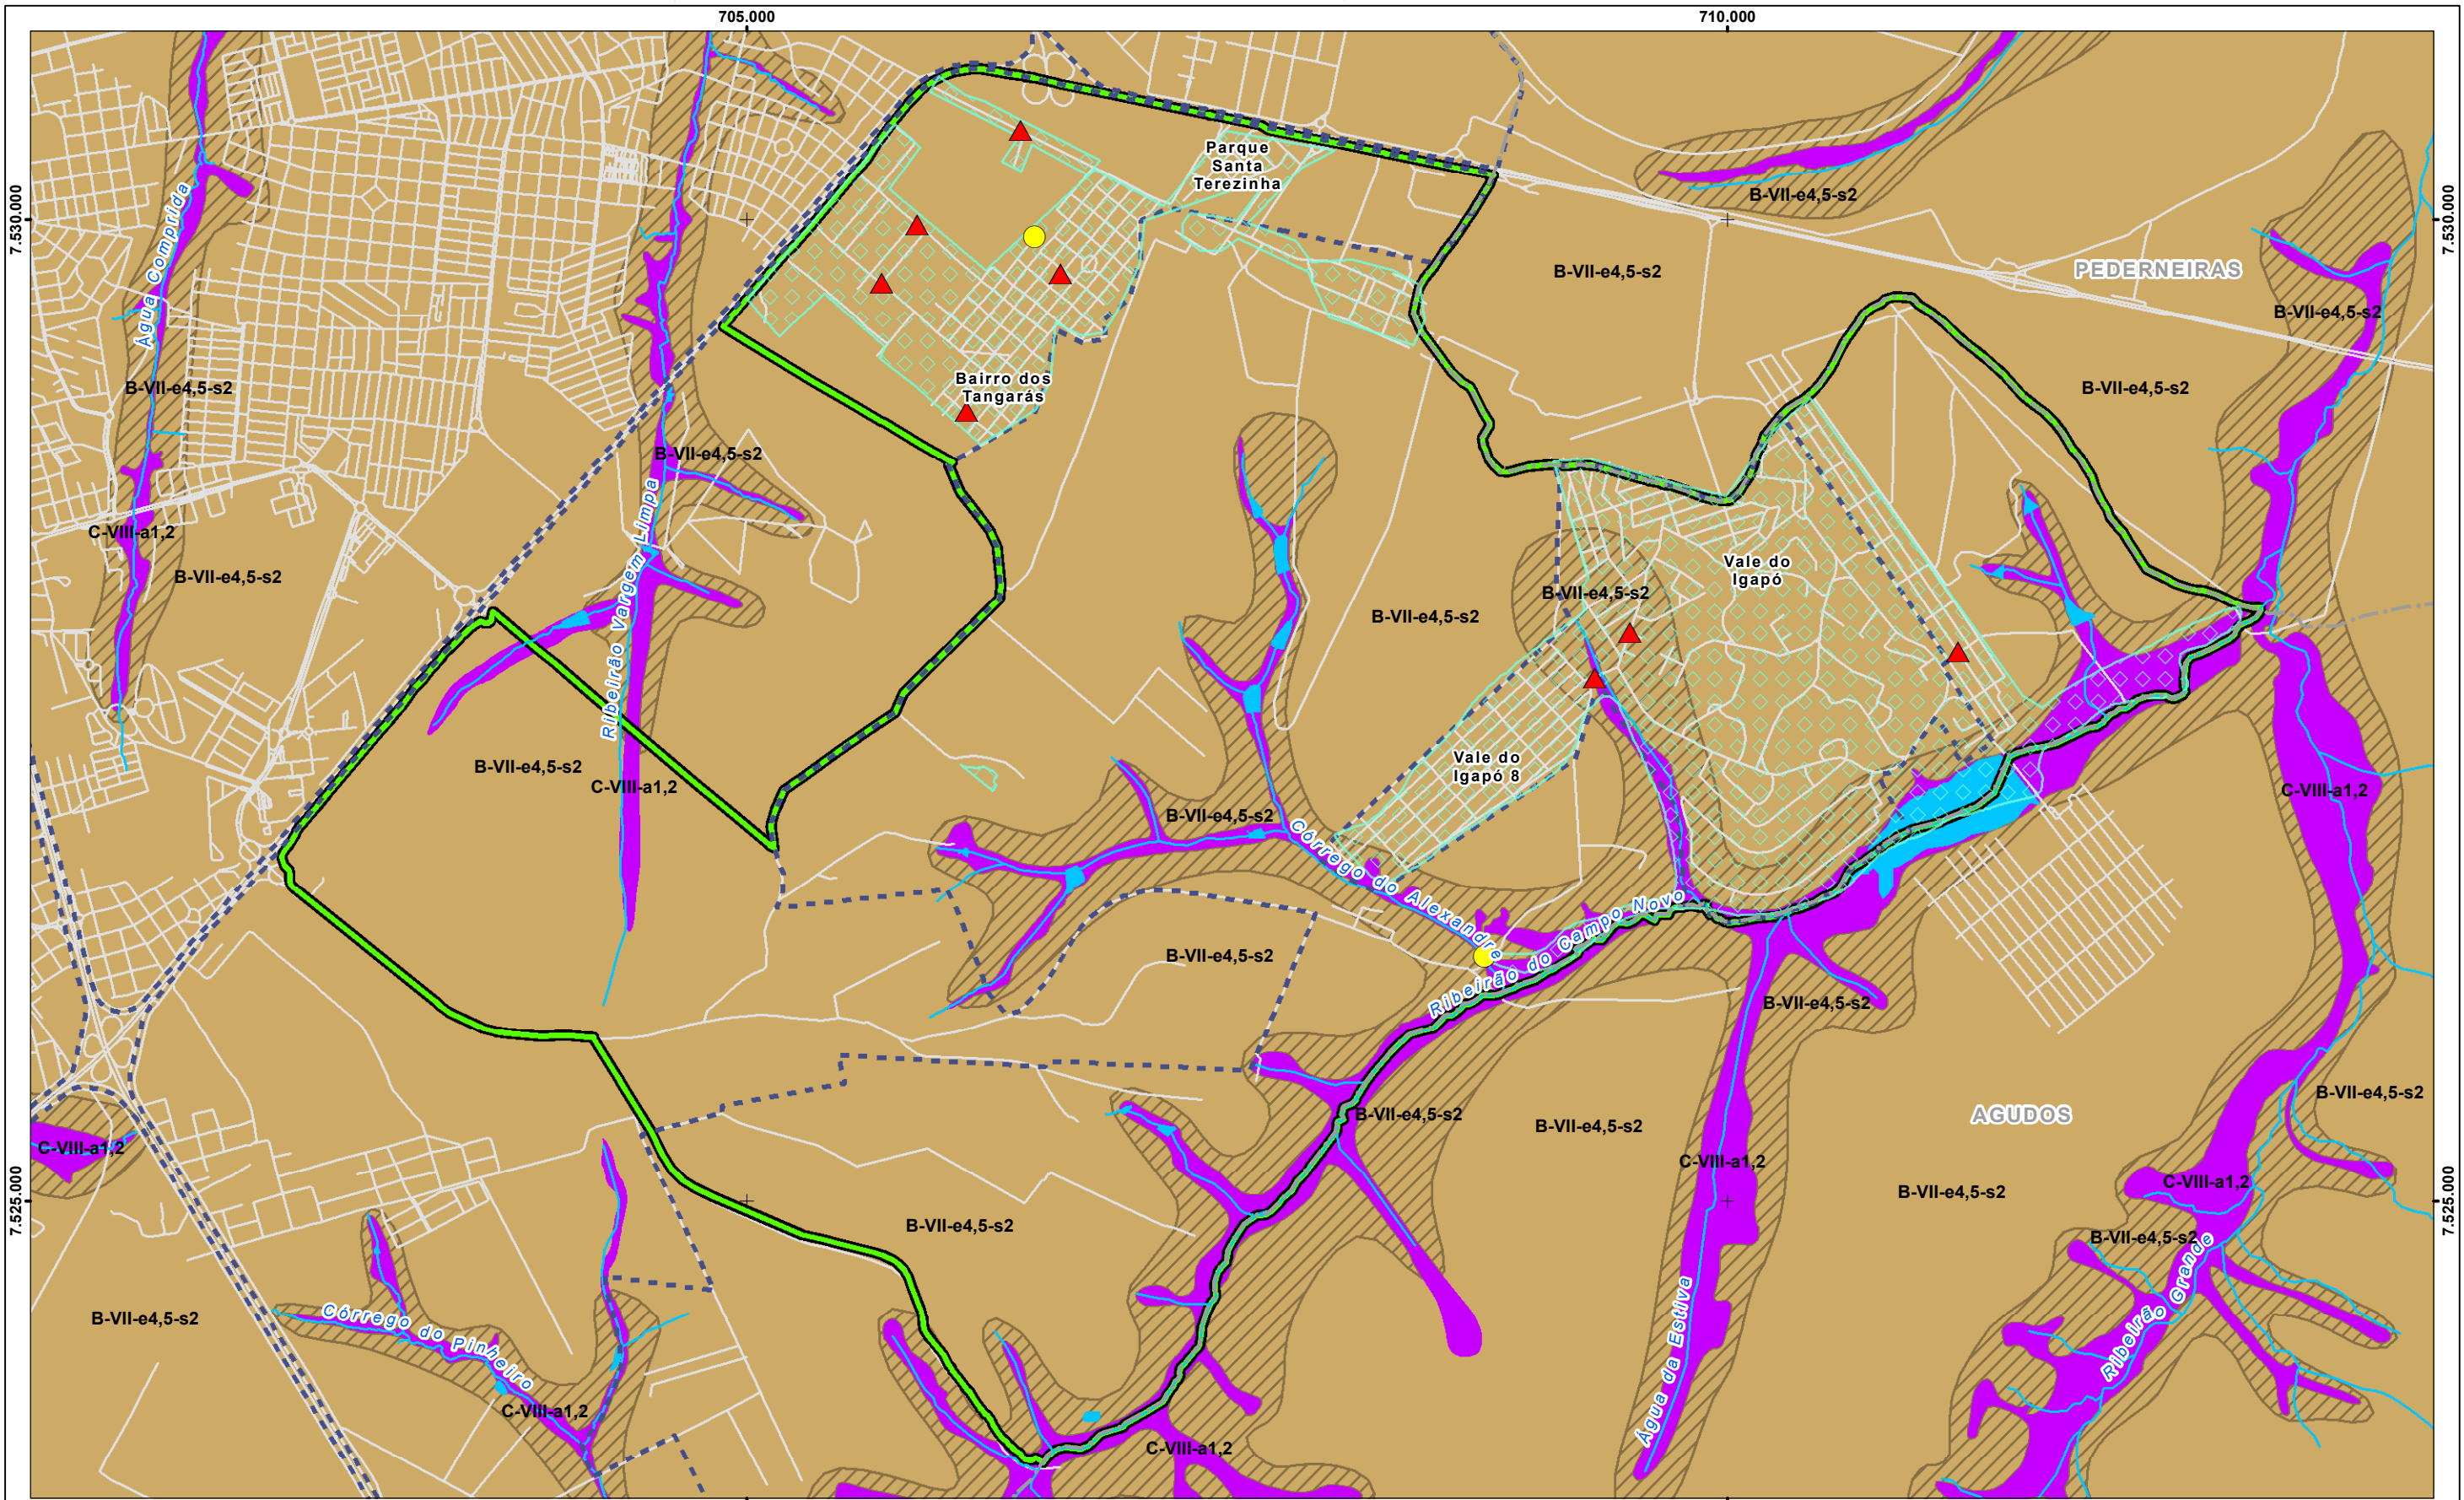 705.000
710.000
7.530.000
7.530.000
Parque
Santa
Terezinha
B-VII-e4,5-s2
Água Comprida
B-VII-e4,5-s2
PEDERNEIRAS
B-VII-e4,5-s2
B-VII-e4,5-s2
Bairro dos
Tangarás
B-VII-e4,5-s2
B-VII-e4,5-s2
C-VIII-a1,2
Ribeirão Vargem Limpa
B-VII-e4,5-s2
Vale do
Igapó
B-VII-e4,5-s2
B-VII-e4,5-s2
B-VII-e4,5-s2
C-VIII-a1,2
Vale do
Igapó 8
C-VIII-a1,2
B-VII-e4,5-s2
Córrego do Alexandre
Ribeirão do Campo Novo
B-VII-e4,5-s2
B-VII-e4,5-s2
B-VII-e4,5-s2
B-VII-e4,5-s2
B-VII-e4,5-s2
AGUDOS
C-VIII-a1,2
C-VIII-a1,2
C-VIII-a1,2
B-VII-e4,5-s2
7.525.000
7.525.000
B-VII-e4,5-s2
B-VII-e4,5-s2
Ribeirão Grande
B-VII-e4,5-s2
Córrego do Pinheiro
Água da Estiva
C-VIII-a1,2
C-VIII-a1,2